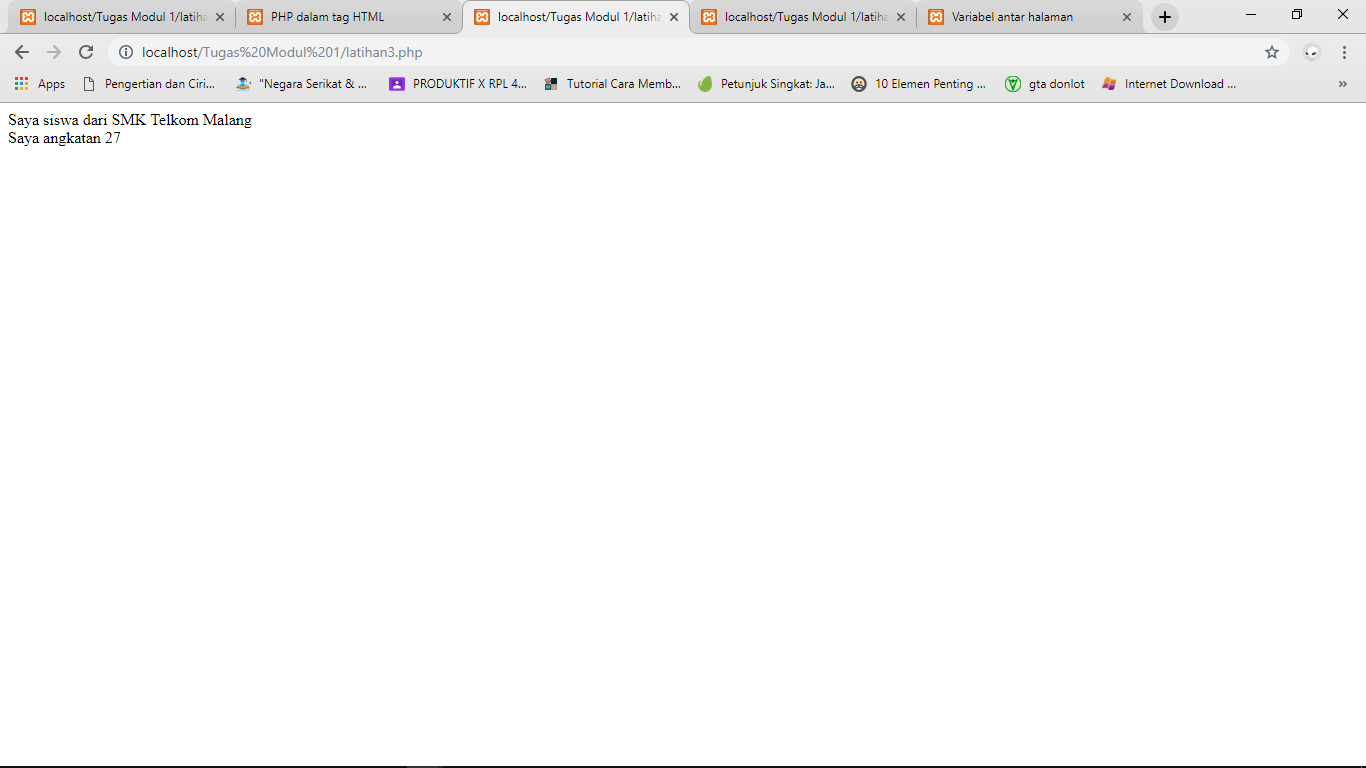 localhost/Tugas Modul 1/latiha
PHP dalam tag HTML
localhost/Tugas Modul 1/latiha
localhost/Tugas Modul 1/latiha
Variabel antar halaman
localhost/Tugas%20Modul%201/latihan3.php
Apps
Pengertian dan Ciri...
"Negara Serikat & ...
PRODUKTIF X RPL 4...
Tutorial Cara Memb...
Petunjuk Singkat: Ja...
10 Elemen Penting ...
gta donlot
Internet Download ...
»
Saya siswa dari SMK Telkom Malang
Saya angkatan 27